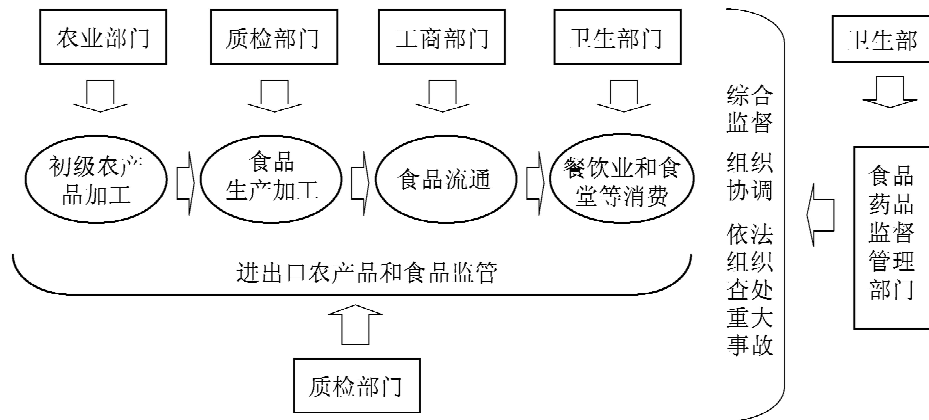 农业部门
质检部门
工商部门
卫生部门
卫生部
初级农产
品加工
食品
生产加工
食品流通
餐饮业和食
堂等消费
进出口农产品和食品监管
质检部门
综合
监督
组织
协调
依法
组织
查处
重大
事故
食品
药品
监督
管理
部门